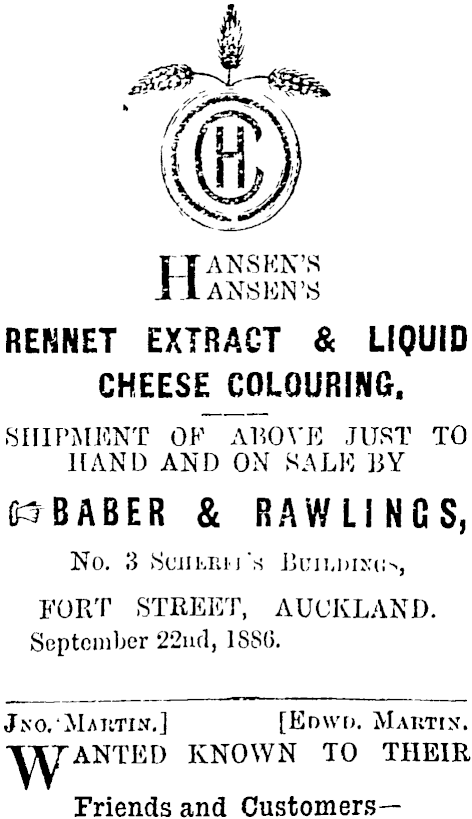 CH
HANSEN'S
HANSEN'S
RENNET EXTRACT & LIQUID
CHEESE COLOURING.
SHIPMENT OF ABOVE JUST TO
HAND AND ON SALE BY
☞BABER & RAWLINGS,
No. 3 Buildings,
FORT STREET, AUCKLAND.
September 22nd, 1886.
Jno. Martin.] [Edwd. Martin.
WANTED KNOWN TO THEIR
Friends and Customers—